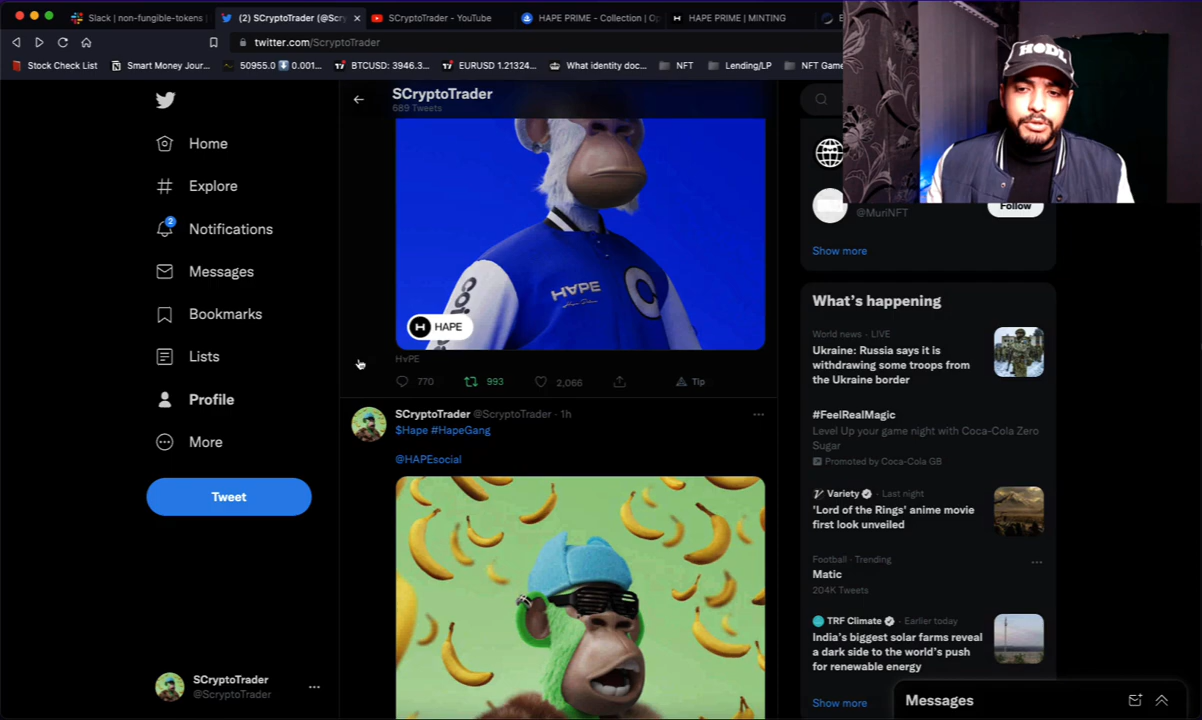 Slack | non-fungible-tokens
(2) SCryptoTrader (@Scry
SCryptoTrader - YouTube
HAPE PRIME - Collection | O
HAPE PRIME | MINTING
twitter.com/ScryptoTrader
Stock Check List
Smart Money Jour...
50955.0 ⬇ 0.001...
BTCUSD: 3946.3...
EURUSD 1.21324...
What identity doc...
NFT
Lending/LP
NFT Game
HODL
SCryptoTrader
689 Tweets
Home
Explore
2
Notifications
Messages
Bookmarks
Lists
Profile
More
Tweet
SCryptoTrader
@ScryptoTrader
HAPE
H HAPE
HvPE
770
993
2,066
Tip
SCryptoTrader @ScryptoTrader · 1h
$Hape #HapeGang
@HAPEsocial
Follow
@MuriNFT
Show more
What's happening
World news · LIVE
Ukraine: Russia says it is
withdrawing some troops from
the Ukraine border
#FeelRealMagic
Level Up your game night with Coca-Cola Zero
Sugar
Promoted by Coca-Cola GB
Variety · Last night
'Lord of the Rings' anime movie
first look unveiled
Football · Trending
Matic
204K Tweets
TRF Climate · Earlier today
India's biggest solar farms reveal
a dark side to the world's push
for renewable energy
Show more
Messages